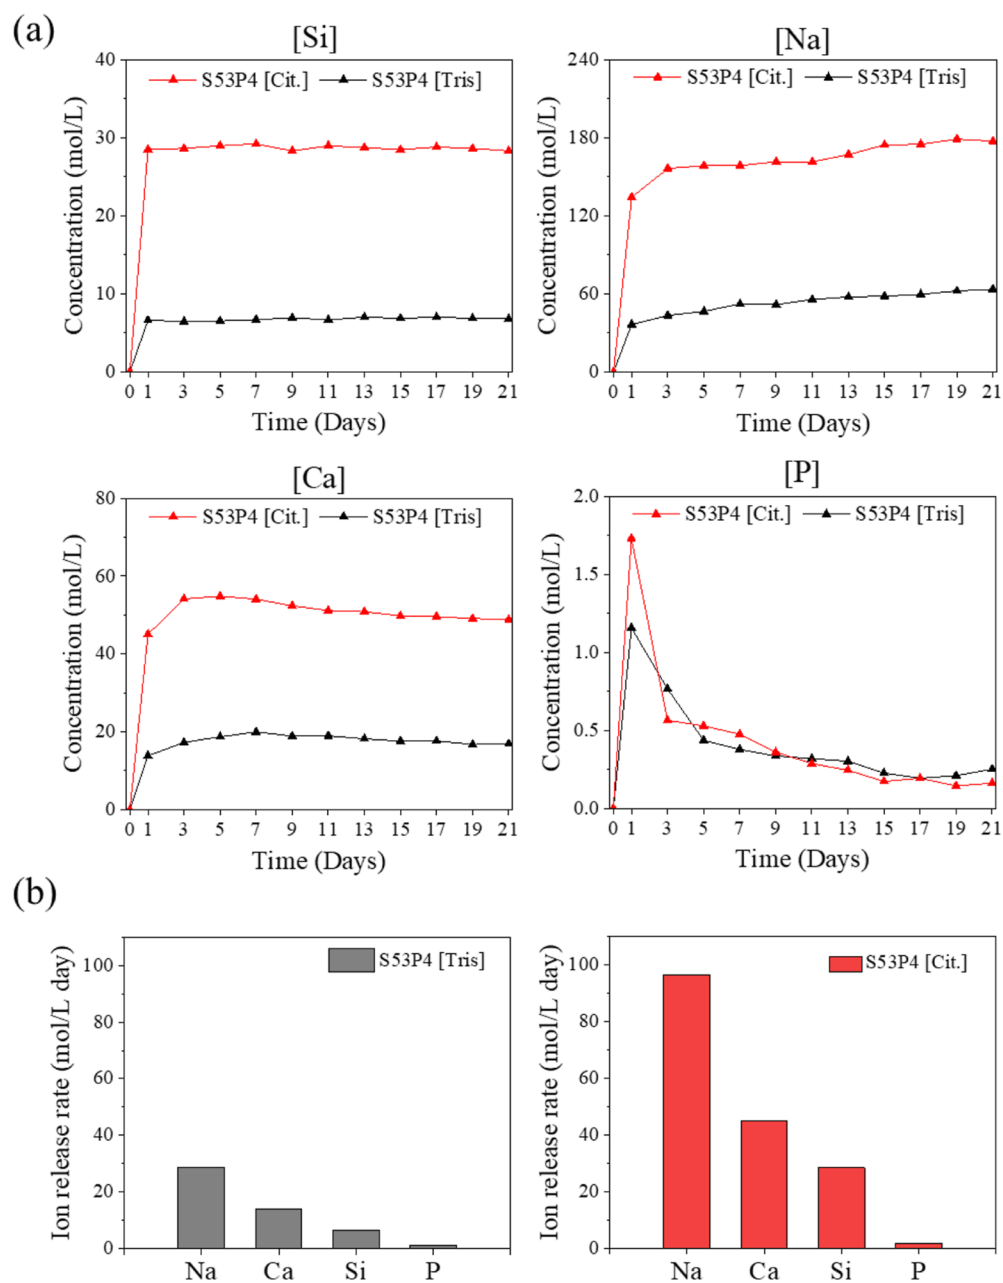 (a)
[Si]
S53P4 [Cit.] S53P4 [Tris]
Concentration (mol/L)
40
30
20
10
0
0 1 3 5 7 9 11 13 15 17 19 21
Time (Days)
[Na]
S53P4 [Cit.] S53P4 [Tris]
Concentration (mol/L)
240
180
120
60
0
0 1 3 5 7 9 11 13 15 17 19 21
Time (Days)
[Ca]
S53P4 [Cit.] S53P4 [Tris]
Concentration (mol/L)
80
60
40
20
0
0 1 3 5 7 9 11 13 15 17 19 21
Time (Days)
[P]
S53P4 [Cit.] S53P4 [Tris]
Concentration (mol/L)
2.0
1.5
1.0
0.5
0.0
0 1 3 5 7 9 11 13 15 17 19 21
Time (Days)
(b)
S53P4 [Tris]
Ion release rate (mol/L day)
100
80
60
40
20
0
Na Ca Si P
S53P4 [Cit.]
Ion release rate (mol/L day)
100
80
60
40
20
0
Na Ca Si P